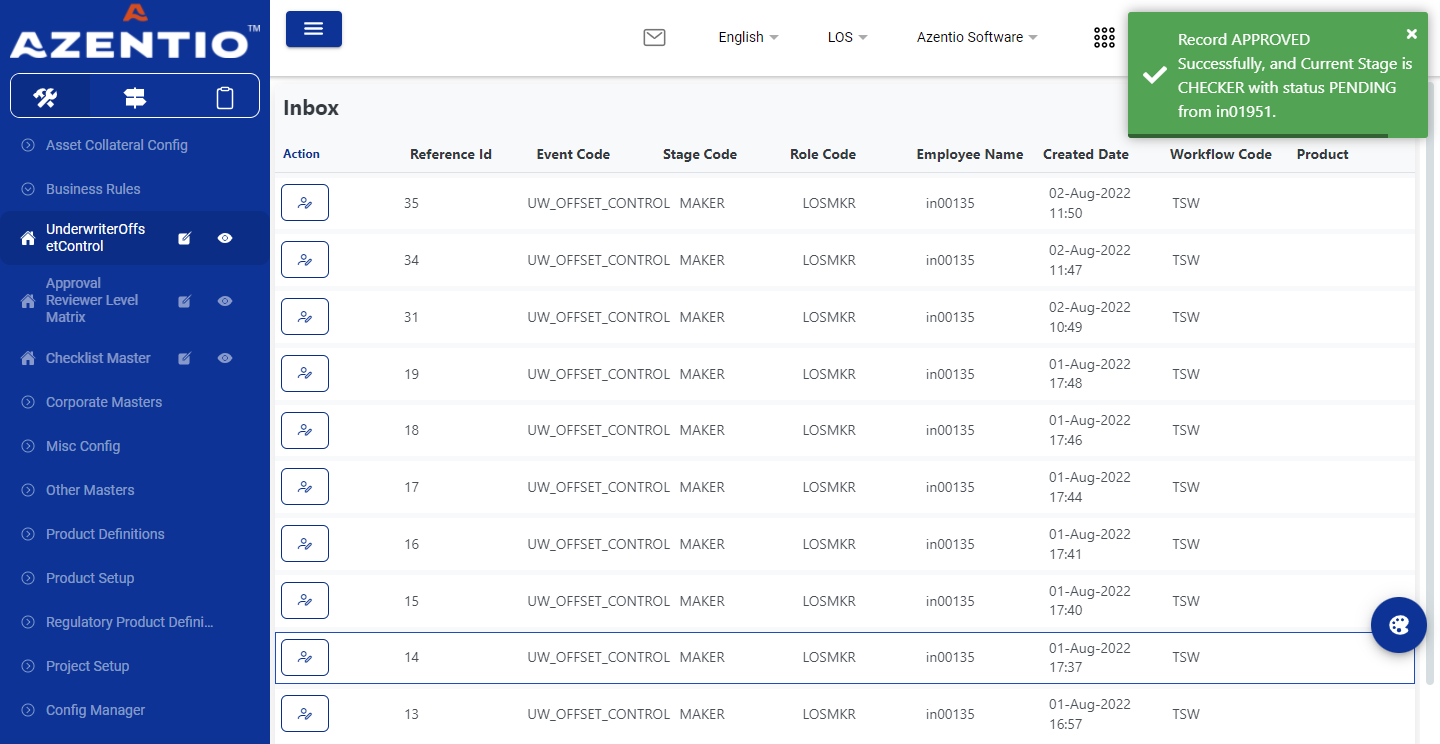 AZENTIO™
English
LOS
Azentio Software
Record APPROVED
Successfully, and Current Stage is
CHECKER with status PENDING
from in01951.
Asset Collateral Config
Business Rules
UnderwriterOffs
etControl
Approval
Reviewer Level
Matrix
Checklist Master
Corporate Masters
Misc Config
Other Masters
Product Definitions
Product Setup
Regulatory Product Defini...
Project Setup
Config Manager
Inbox
Action Reference Id Event Code Stage Code Role Code Employee Name Created Date Workflow Code Product
35 UW_OFFSET_CONTROL MAKER LOSMKR in00135 02-Aug-2022 TSW
11:50
34 UW_OFFSET_CONTROL MAKER LOSMKR in00135 02-Aug-2022 TSW
11:47
31 UW_OFFSET_CONTROL MAKER LOSMKR in00135 02-Aug-2022 TSW
10:49
19 UW_OFFSET_CONTROL MAKER LOSMKR in00135 01-Aug-2022 TSW
17:48
18 UW_OFFSET_CONTROL MAKER LOSMKR in00135 01-Aug-2022 TSW
17:46
17 UW_OFFSET_CONTROL MAKER LOSMKR in00135 01-Aug-2022 TSW
17:44
16 UW_OFFSET_CONTROL MAKER LOSMKR in00135 01-Aug-2022 TSW
17:41
15 UW_OFFSET_CONTROL MAKER LOSMKR in00135 01-Aug-2022 TSW
17:40
14 UW_OFFSET_CONTROL MAKER LOSMKR in00135 01-Aug-2022 TSW
17:37
13 UW_OFFSET_CONTROL MAKER LOSMKR in00135 01-Aug-2022 TSW
16:57